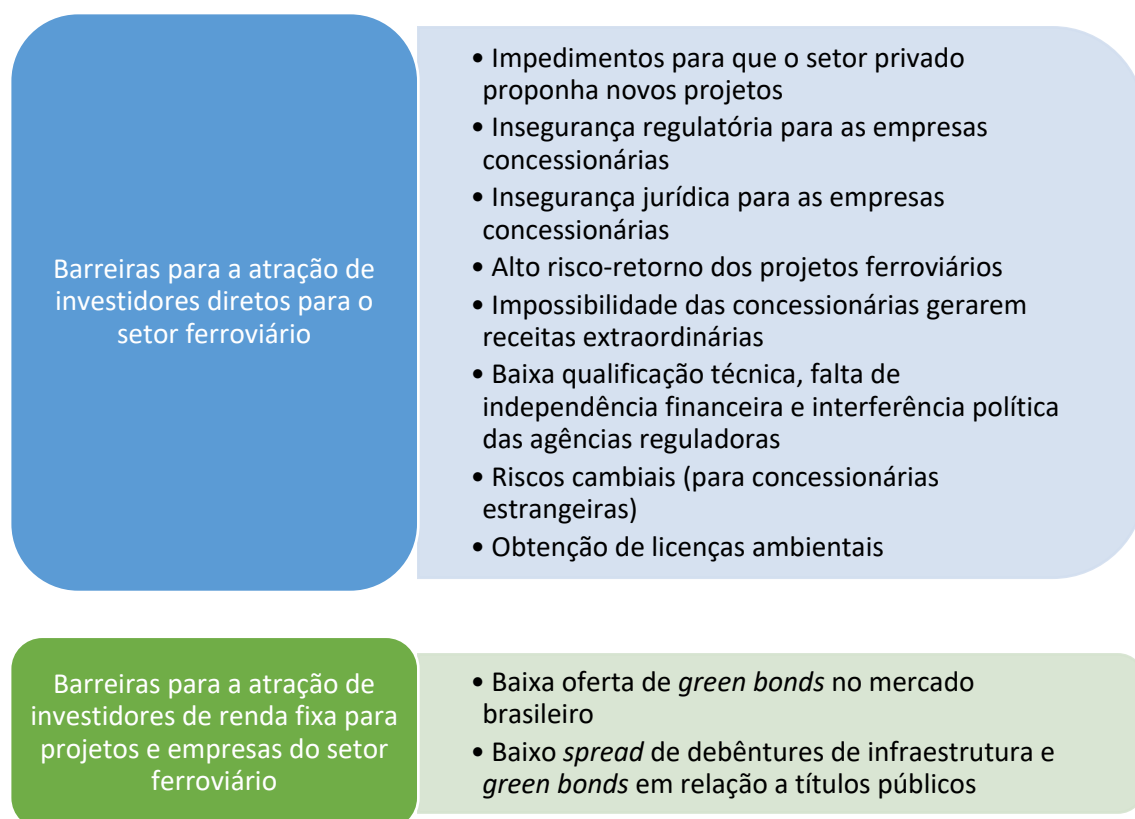 Barreiras para a atração de
investidores diretos para o
setor ferroviário
• Impedimentos para que o setor privado
proponha novos projetos
• Insegurança regulatória para as empresas
concessionárias
• Insegurança jurídica para as empresas
concessionárias
• Alto risco-retorno dos projetos ferroviários
• Impossibilidade das concessionárias gerarem
receitas extraordinárias
• Baixa qualificação técnica, falta de
independência financeira e interferência política
das agências reguladoras
• Riscos cambiais (para concessionárias
estrangeiras)
• Obtenção de licenças ambientais
Barreiras para a atração de
investidores de renda fixa para
projetos e empresas do setor
ferroviário
• Baixa oferta de green bonds no mercado
brasileiro
• Baixo spread de debêntures de infraestrutura e
green bonds em relação a títulos públicos